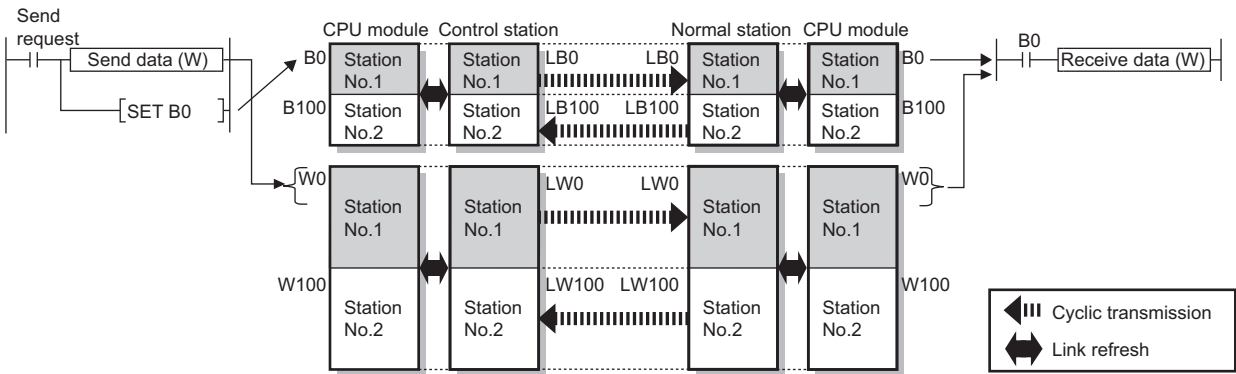 Send
request
Send data (W)
SET B0
CPU module
Control station
Normal station
CPU module
B0
Station
No.1
Station
No.1
LB0
LB0
Station
No.1
Station
No.1
B0
B100
Station
No.2
Station
No.2
LB100
LB100
Station
No.2
Station
No.2
B100
B0
Receive data (W)
W0
Station
No.1
Station
No.1
LW0
LW0
Station
No.1
Station
No.1
W0
W100
Station
No.2
Station
No.2
LW100
LW100
Station
No.2
Station
No.2
W100
Cyclic transmission
Link refresh